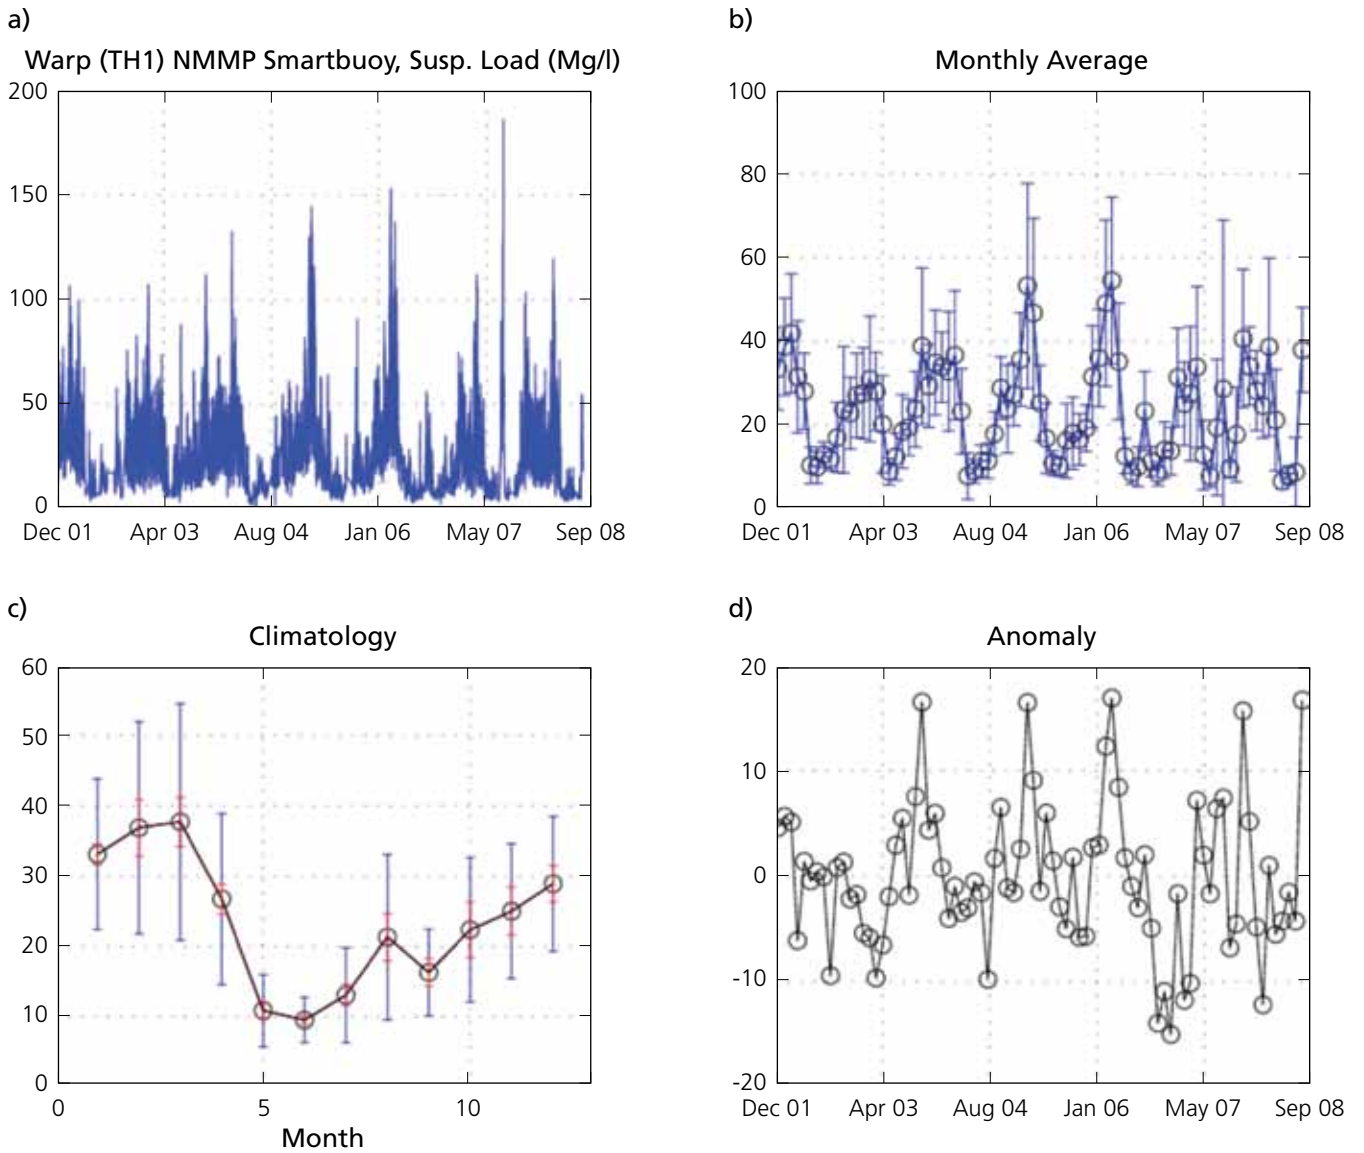 a)
Warp (TH1) NMMP Smartbuoy, Susp. Load (Mg/l)
200
150
100
50
0
Dec 01 Apr 03 Aug 04 Jan 06 May 07 Sep 08
b)
Monthly Average
100
80
60
40
20
0
Dec 01 Apr 03 Aug 04 Jan 06 May 07 Sep 08
c)
Climatology
60
50
40
30
20
10
0
0 5 10
Month
d)
Anomaly
20
10
0
-10
-20
Dec 01 Apr 03 Aug 04 Jan 06 May 07 Sep 08